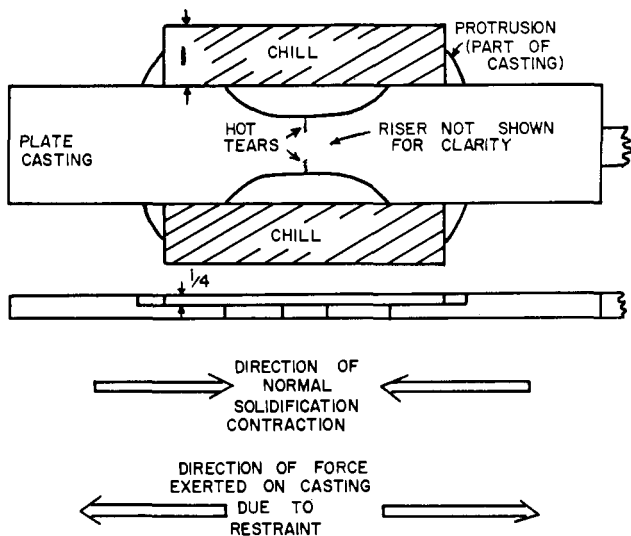 1
CHILL
PROTRUSION
(PART OF
CASTING)
PLATE
CASTING
HOT
TEARS
RISER NOT SHOWN
FOR CLARITY
CHILL
1/4
DIRECTION OF
NORMAL
SOLIDIFICATION
CONTRACTION
DIRECTION OF FORCE
EXERTED ON CASTING
DUE TO
RESTRAINT